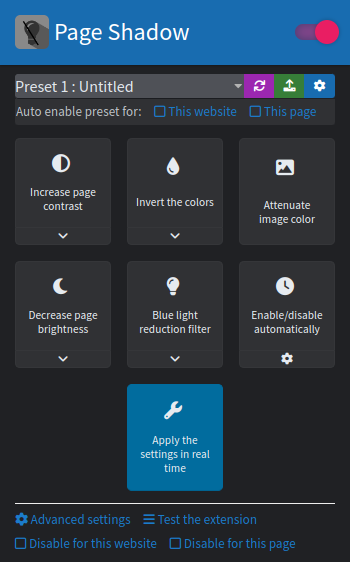 Page Shadow
Preset 1 : Untitled
Auto enable preset for: This website This page
Increase page
contrast
Invert the colors
Attenuate
image color
Decrease page
brightness
Blue light
reduction filter
Enable/disable
automatically
Apply the
settings in real
time
Advanced settings Test the extension
Disable for this website Disable for this page